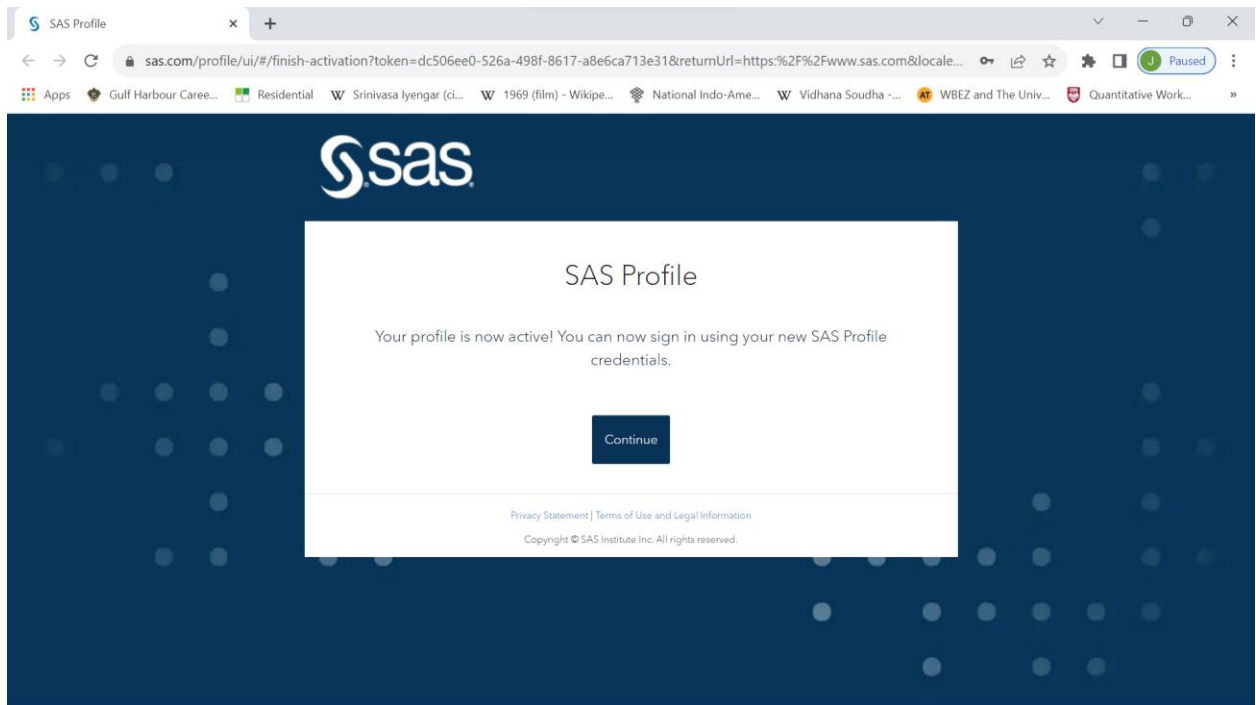 SAS Profile
sas.com/profile/ui/#/finish-activation?token=dc506ee0-526a-498f-8617-a8e6ca713e31&returnUrl=https:%2F%2Fwww.sas.com&locale...
J Paused
Apps Gulf Harbour Caree... Residential W Srinivasa Iyengar (ci... W 1969 (film) - Wikipe... National Indo-Ame... W Vidhana Soudha -... AT WBEZ and The Univ... Quantitative Work... »
sas
SAS Profile
Your profile is now active! You can now sign in using your new SAS Profile
credentials.
Continue
Privacy Statement | Terms of Use and Legal Information
Copyright © SAS Institute Inc. All rights reserved.